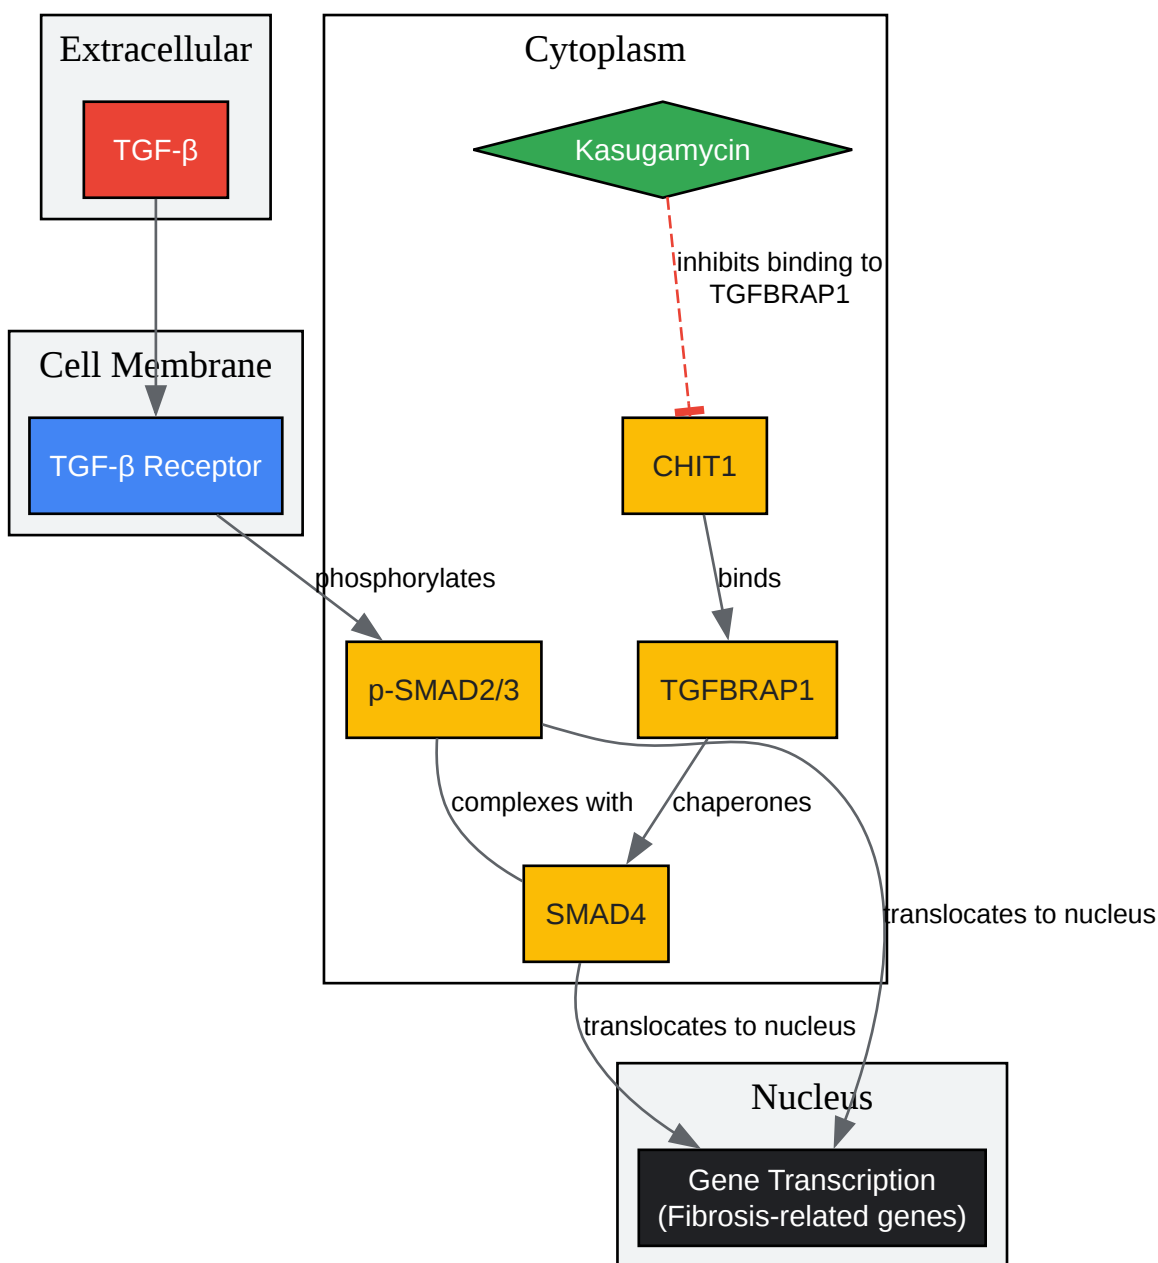 Extracellular
TGF-β
Cytoplasm
Kasugamycin
inhibits binding to
TGFBRAP1
Cell Membrane
TGF-β Receptor
CHIT1
phosphorylates
binds
p-SMAD2/3
TGFBRAP1
complexes with
chaperones
SMAD4
translocates to nucleus
translocates to nucleus
Nucleus
Gene Transcription
(Fibrosis-related genes)